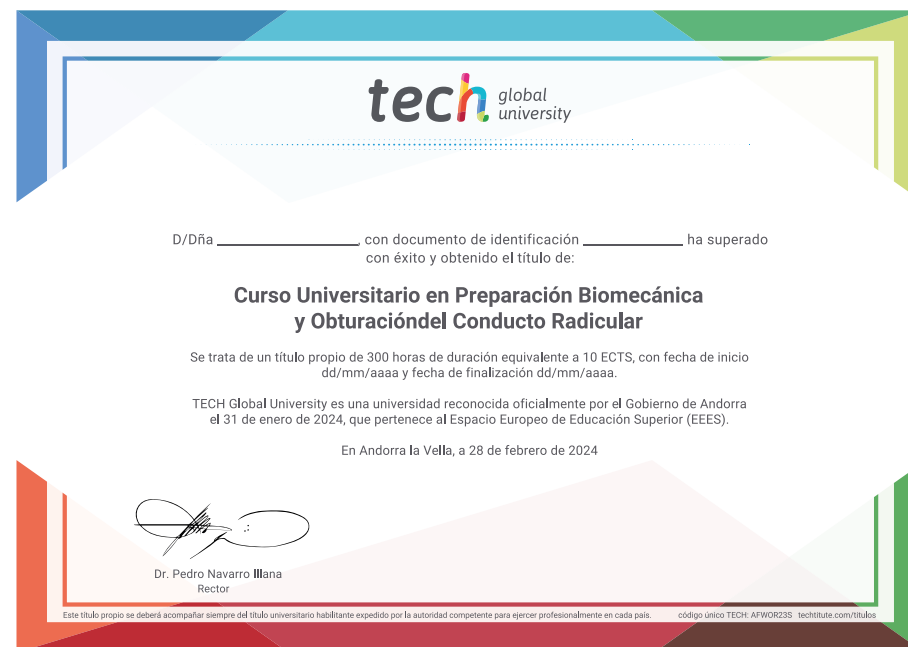 tech global university
D/Dña ____________________, con documento de identificación ______________ ha superado
con éxito y obtenido el título de:
Curso Universitario en Preparación Biomecánica
y Obturacióndel Conducto Radicular
Se trata de un título propio de 300 horas de duración equivalente a 10 ECTS, con fecha de inicio
dd/mm/aaaa y fecha de finalización dd/mm/aaaa.
TECH Global University es una universidad reconocida oficialmente por el Gobierno de Andorra
el 31 de enero de 2024, que pertenece al Espacio Europeo de Educación Superior (EEES).
En Andorra la Vella, a 28 de febrero de 2024
Dr. Pedro Navarro Illana
Rector
Este título propio se deberá acompañar siempre del título universitario habilitante expedido por la autoridad competente para ejercer profesionalmente en cada país. código único TECH: AFWOR23S techtitute.com/titulos